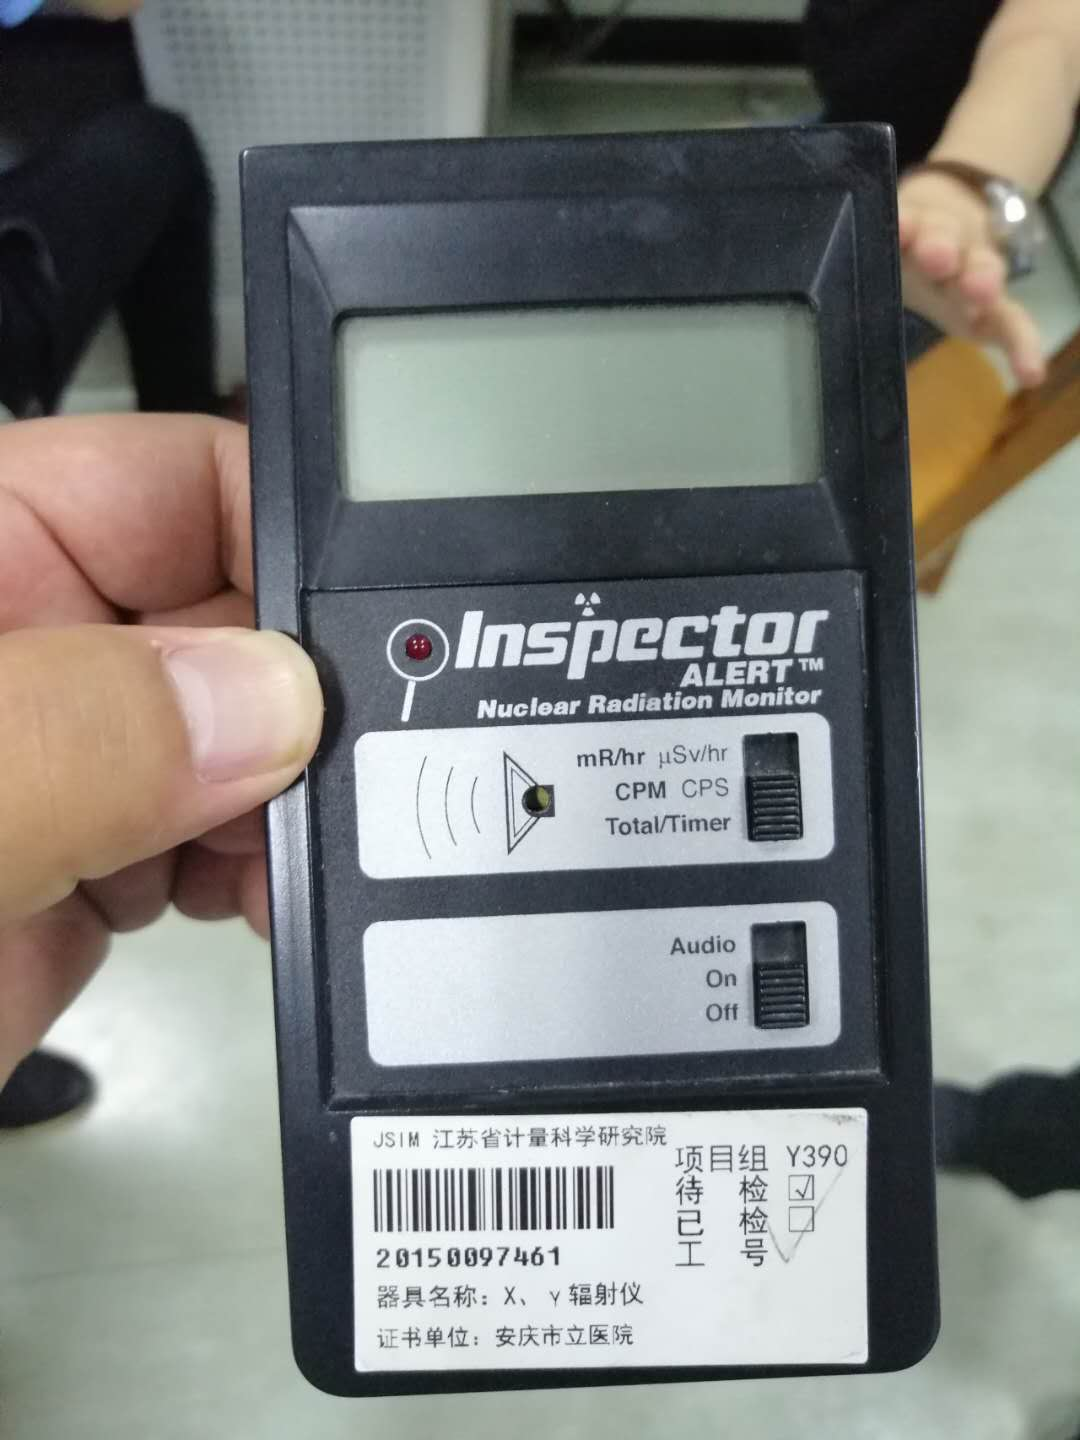 Inspector
ALERT™
Nuclear Radiation Monitor
mR/hr μSv/hr
CPM CPS
Total/Timer
Audio
On
Off
JSIM 江苏省计量科学研究院
项目组 Y390
待 检 ☑
已 检 ☐
工 号
20150097461
器具名称：X、γ辐射仪
证书单位：安庆市立医院